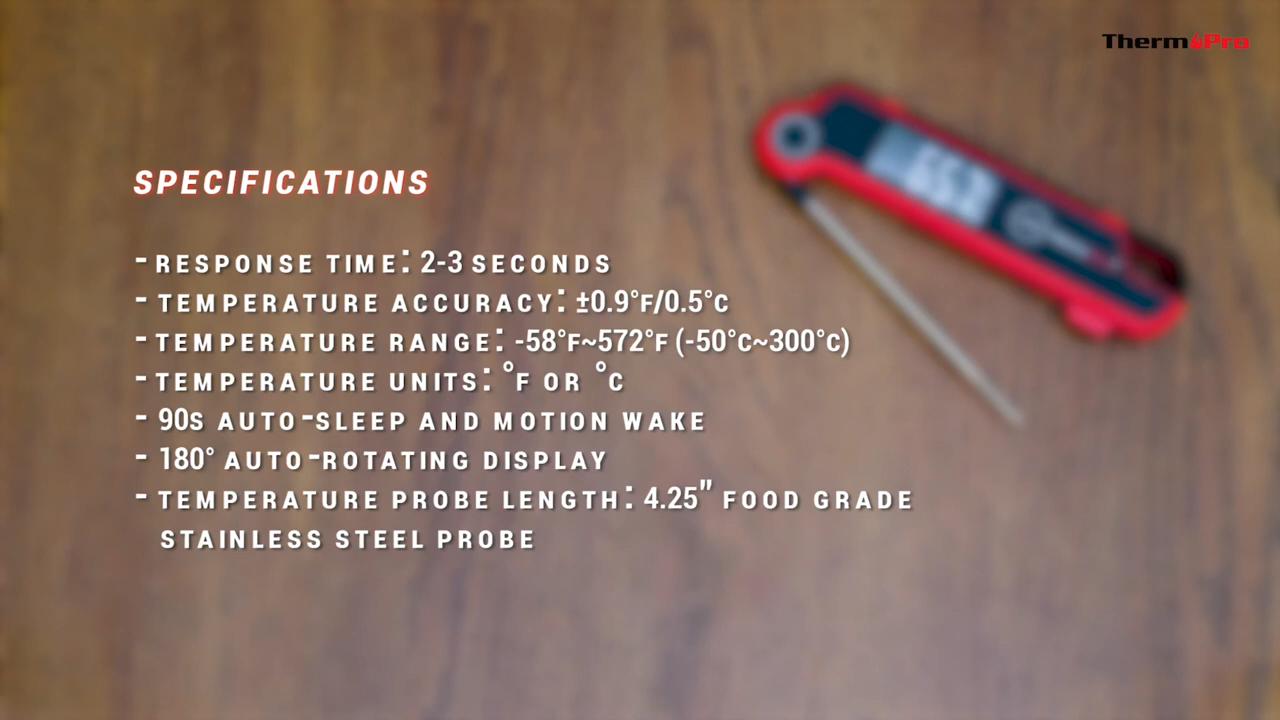 ThermoPro
SPECIFICATIONS
- RESPONSE TIME: 2-3 SECONDS
- TEMPERATURE ACCURACY: ±0.9°F/0.5°C
- TEMPERATURE RANGE: -58°F~572°F (-50°C~300°C)
- TEMPERATURE UNITS: °F OR °C
- 90S AUTO-SLEEP AND MOTION WAKE
- 180° AUTO-ROTATING DISPLAY
- TEMPERATURE PROBE LENGTH: 4.25" FOOD GRADE
STAINLESS STEEL PROBE